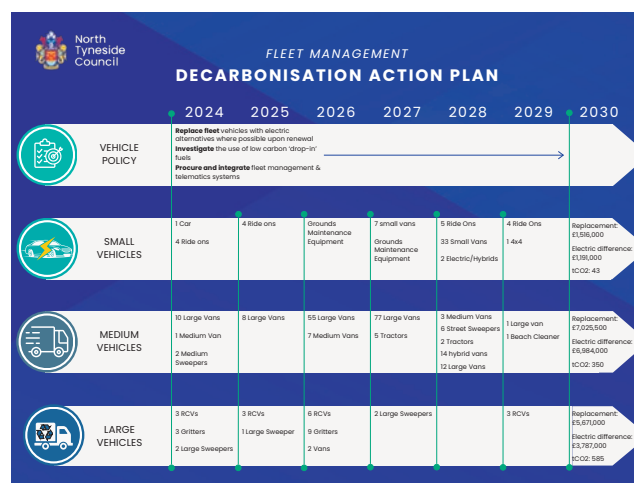 North
Tyneside
Council
FLEET MANAGEMENT
DECARBONISATION ACTION PLAN
2024 2025 2026 2027 2028 2029 2030
VEHICLE
POLICY
Replace fleet vehicles with electric
alternatives where possible upon renewal
Investigate the use of low carbon 'drop-in'
fuels
Procure and integrate fleet management &
telematics systems
SMALL
VEHICLES
1 Car
4 Ride ons
4 Ride Ons
Grounds
Maintenance
Equipment
7 small vans
Grounds
Maintenance
Equipment
5 Ride Ons
33 Small Vans
2 Electric/Hybrids
4 Ride Ons
1 4x4
Replacement:
£1,516,000
Electric difference:
£1,191,000
tCO2: 43
MEDIUM
VEHICLES
10 Large Vans
1 Medium Van
2 Medium
Sweepers
8 Large Vans
55 Large Vans
7 Medium Vans
77 Large Vans
5 Tractors
3 Medium Vans
6 Street Sweepers
2 Tractors
14 hybrid vans
12 Large Vans
1 Large van
1 Beach Cleaner
Replacement:
£7,025,500
Electric difference:
£6,984,000
tCO2: 350
LARGE
VEHICLES
3 RCVs
3 Gritters
2 Large Sweepers
3 RCVs
1 Large Sweeper
6 RCVs
9 Gritters
2 Vans
2 Large Sweepers
3 RCVs
Replacement:
£5,671,000
Electric difference:
£3,787,000
tCO2: 585